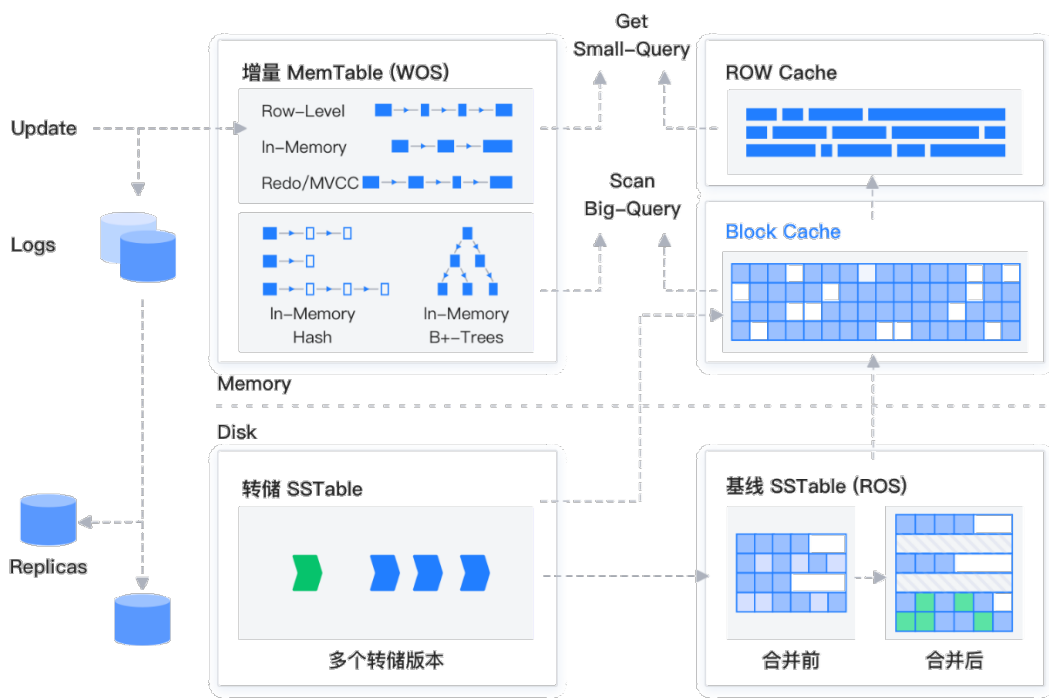 Get
Small-Query
增量 MemTable (WOS)
ROW Cache
Row-Level
Update
In-Memory
Redo/MVCC
Scan
Big-Query
Logs
Block Cache
In-Memory
Hash
In-Memory
B+-Trees
Memory
Disk
转储 SSTable
基线 SSTable (ROS)
Replicas
多个转储版本
合并前
合并后